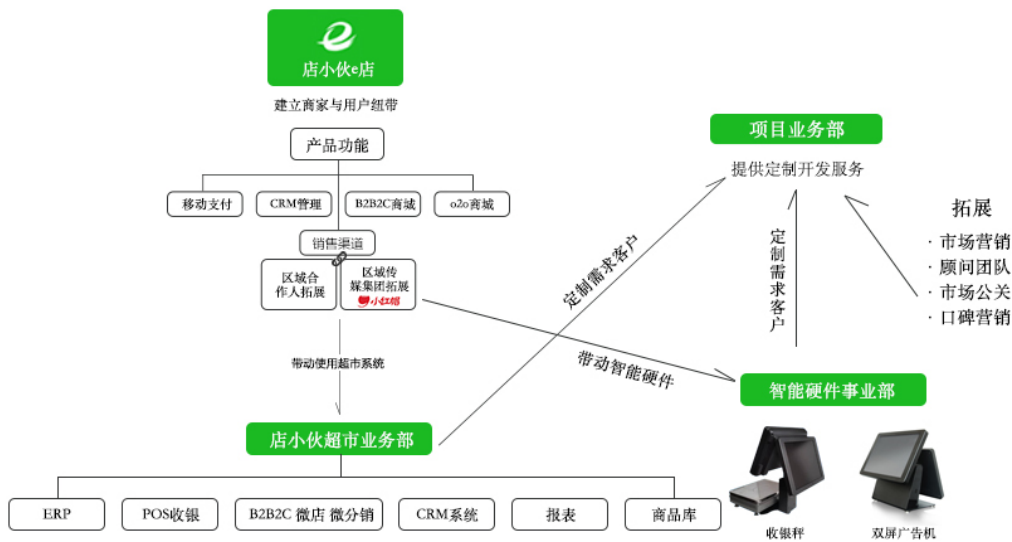 店小伙e店
建立商家与用户纽带
产品功能
移动支付
CRM管理
B2B2C商城
o2o商城
销售渠道
区域合
作人拓展
区域传
媒集团拓展
小红帽
带动使用超市系统
店小伙超市业务部
ERP
POS收银
B2B2C 微店 微分销
CRM系统
报表
商品库
定制需求客户
带动智能硬件
项目业务部
提供定制开发服务
定制需求客户
拓展
· 市场营销
· 顾问团队
· 市场公关
· 口碑营销
智能硬件事业部
收银秤
双屏广告机